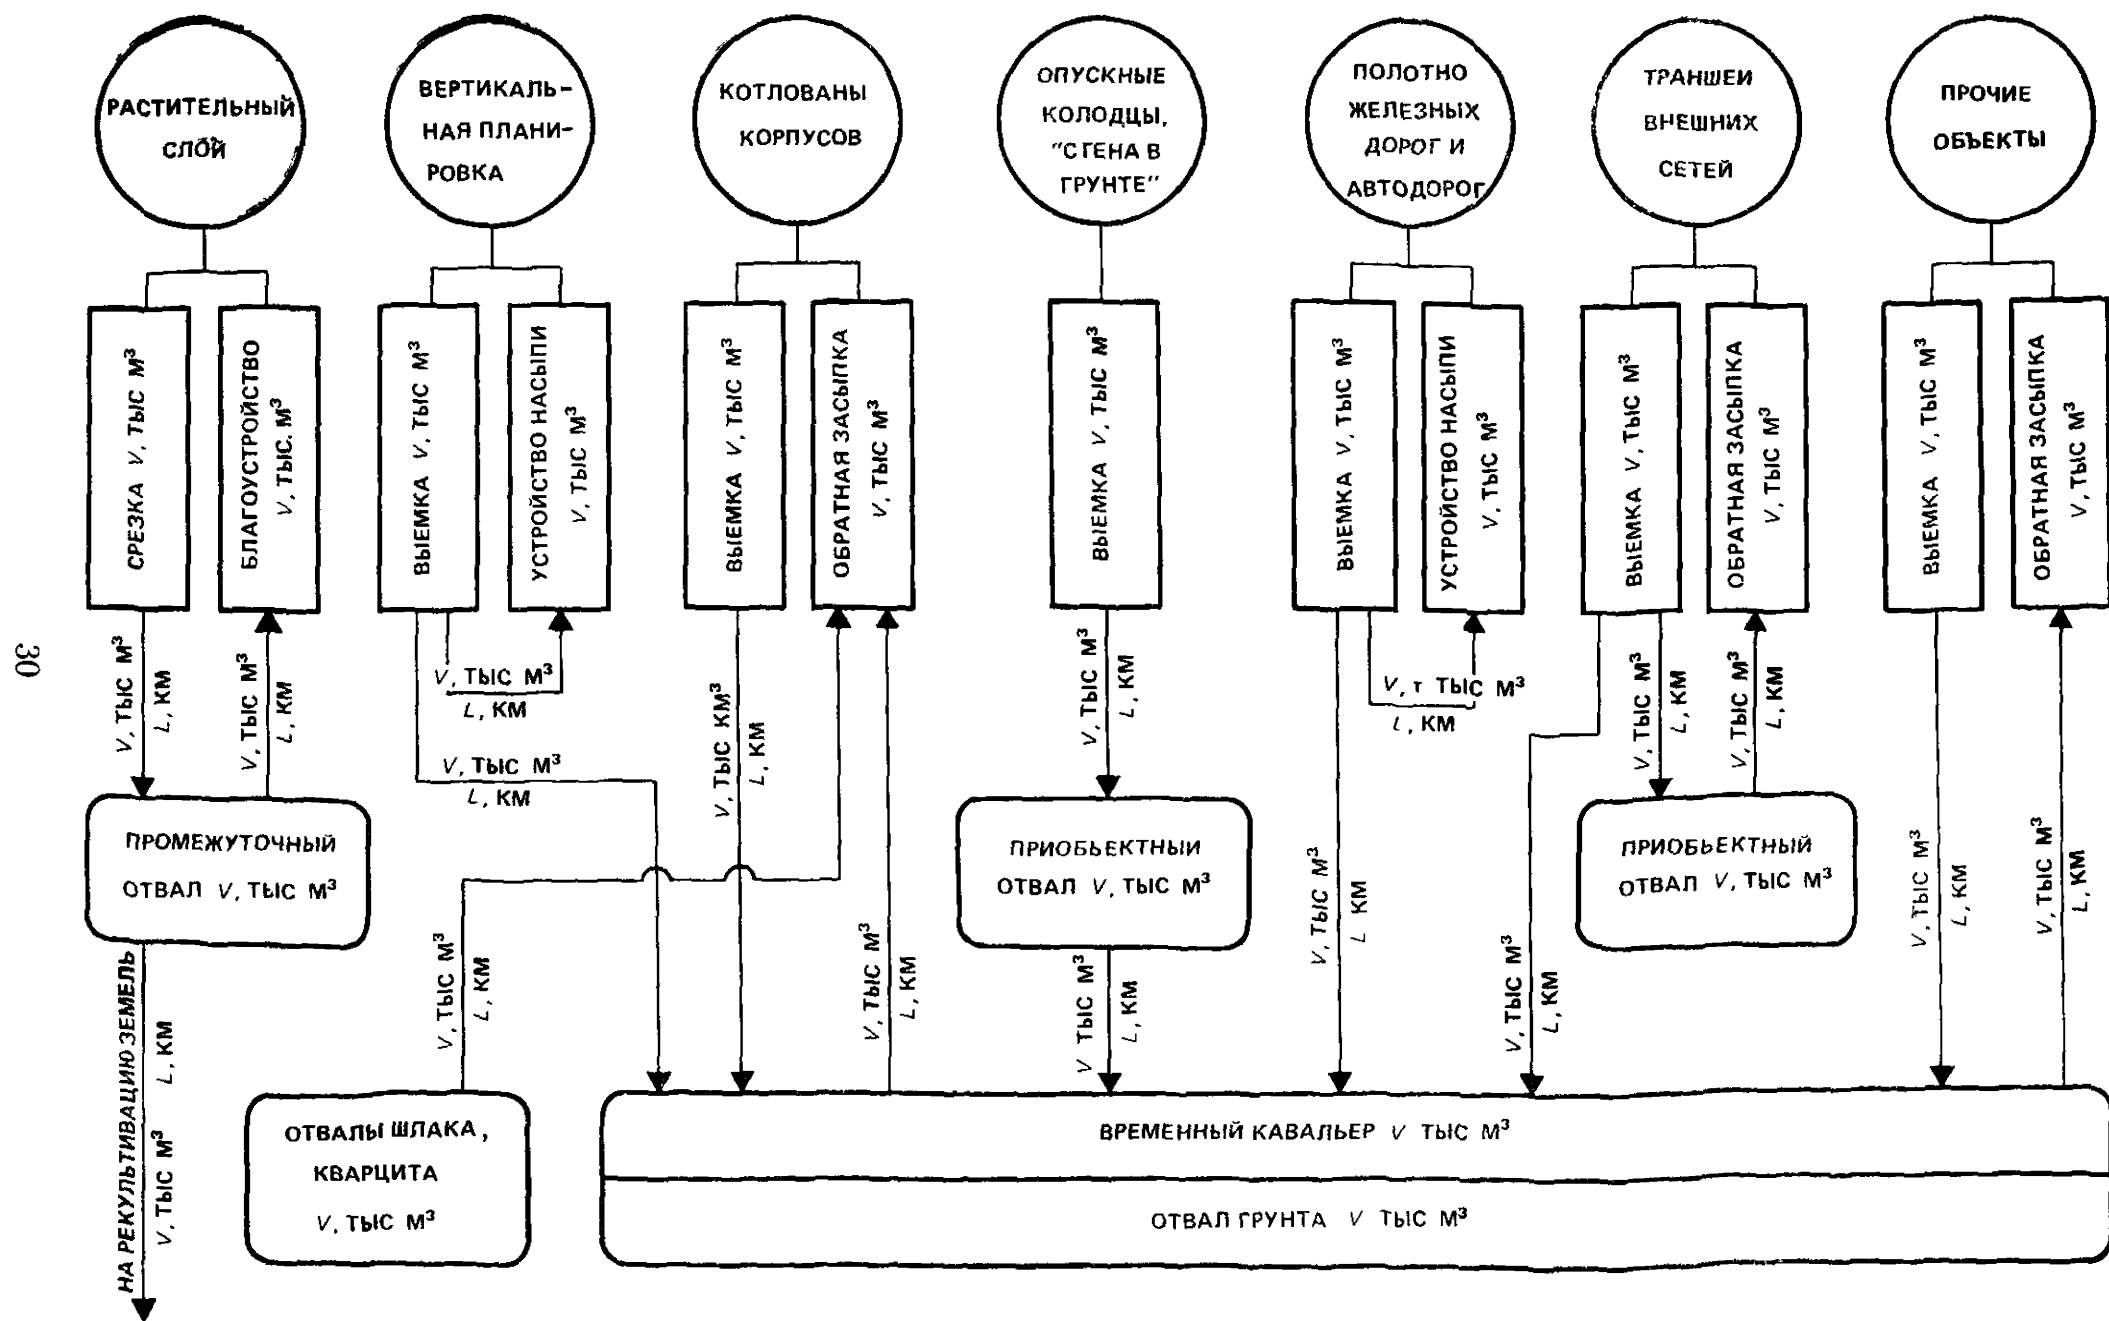 РАСТИТЕЛЬНЫЙ
СЛОЙ
ВЕРТИКАЛЬ-
НАЯ ПЛАНИ-
РОВКА
КОТЛОВАНЫ
КОРПУСОВ
ОПУСКНЫЕ
КОЛОДЦЫ,
"СТЕНА В
ГРУНТЕ"
ПОЛОТНО
ЖЕЛЕЗНЫХ
ДОРОГ И
АВТОДОРОГ
ТРАНШЕИ
ВНЕШНИХ
СЕТЕЙ
ПРОЧИЕ
ОБЪЕКТЫ
СРЕЗКА V, ТЫС М³
БЛАГОУСТРОЙСТВО
V, ТЫС. М³
ВЫЕМКА V, ТЫС М³
УСТРОЙСТВО НАСЫПИ
V, ТЫС М³
ВЫЕМКА V, ТЫС М³
ОБРАТНАЯ ЗАСЫПКА
V, ТЫС М³
ВЫЕМКА V, ТЫС М³
ВЫЕМКА V, ТЫС М³
УСТРОЙСТВО НАСЫПИ
V, ТЫС М³
ВЫЕМКА V, ТЫС М³
ОБРАТНАЯ ЗАСЫПКА
V, ТЫС М³
ВЫЕМКА V, ТЫС М³
ОБРАТНАЯ ЗАСЫПКА
V, ТЫС М³
30
V, ТЫС М³
L, КМ
V, ТЫС М³
L, КМ
V, ТЫС М³
L, КМ
V, ТЫС М³
L, КМ
V, ТЫС КМ³
L, КМ
V, ТЫС М³
L, КМ
V, т ТЫС М³
L, КМ
V, ТЫС М³
L, КМ
V, ТЫС М³
L, КМ
ПРОМЕЖУТОЧНЫЙ
ОТВАЛ V, ТЫС М³
ПРИОБЬЕКТНЫЙ
ОТВАЛ V, ТЫС М³
ПРИОБЬЕКТНЫЙ
ОТВАЛ V, ТЫС М³
НА РЕКУЛЬТИВАЦИЮ ЗЕМЕЛЬ
V, ТЫС М³ L, КМ
V, ТЫС М³
L, КМ
V, ТЫС М³
L, КМ
V ТЫС М³
L, КМ
V, ТЫС М³
L КМ
V, ТЫС М³
L, КМ
V, ТЫС М³
L, КМ
V, ТЫС М³
L, КМ
ОТВАЛЫ ШЛАКА,
КВАРЦИТА
V, ТЫС М³
ВРЕМЕННЫЙ КАВАЛЬЕР V ТЫС М³
ОТВАЛ ГРУНТА V ТЫС М³